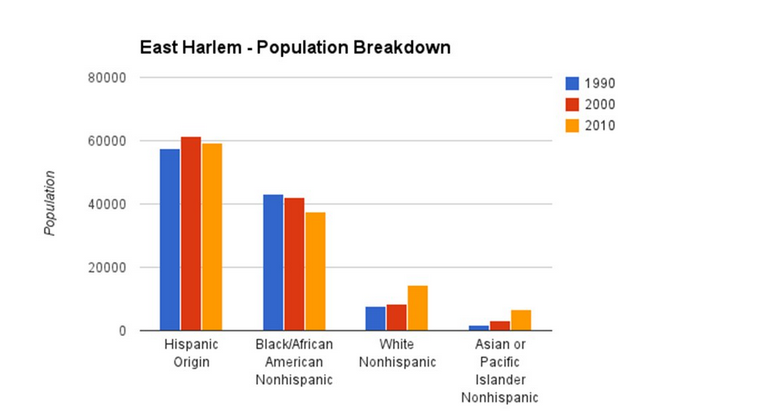 East Harlem - Population Breakdown
80000
60000
40000
20000
0
Population
1990
2000
2010
Hispanic
Origin
Black/African
American
Nonhispanic
White
Nonhispanic
Asian or
Pacific
Islander
Nonhispanic